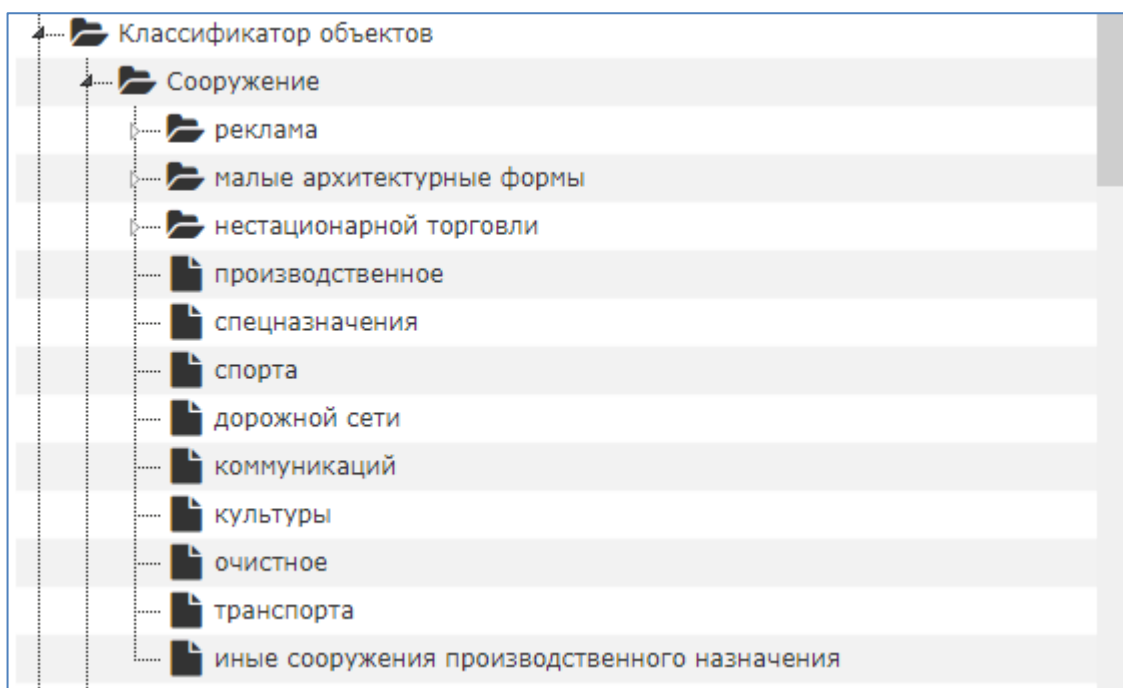 Классификатор объектов
Сооружение
реклама
малые архитектурные формы
нестационарной торговли
производственное
спецназначения
спорта
дорожной сети
коммуникаций
культуры
очистное
транспорта
иные сооружения производственного назначения